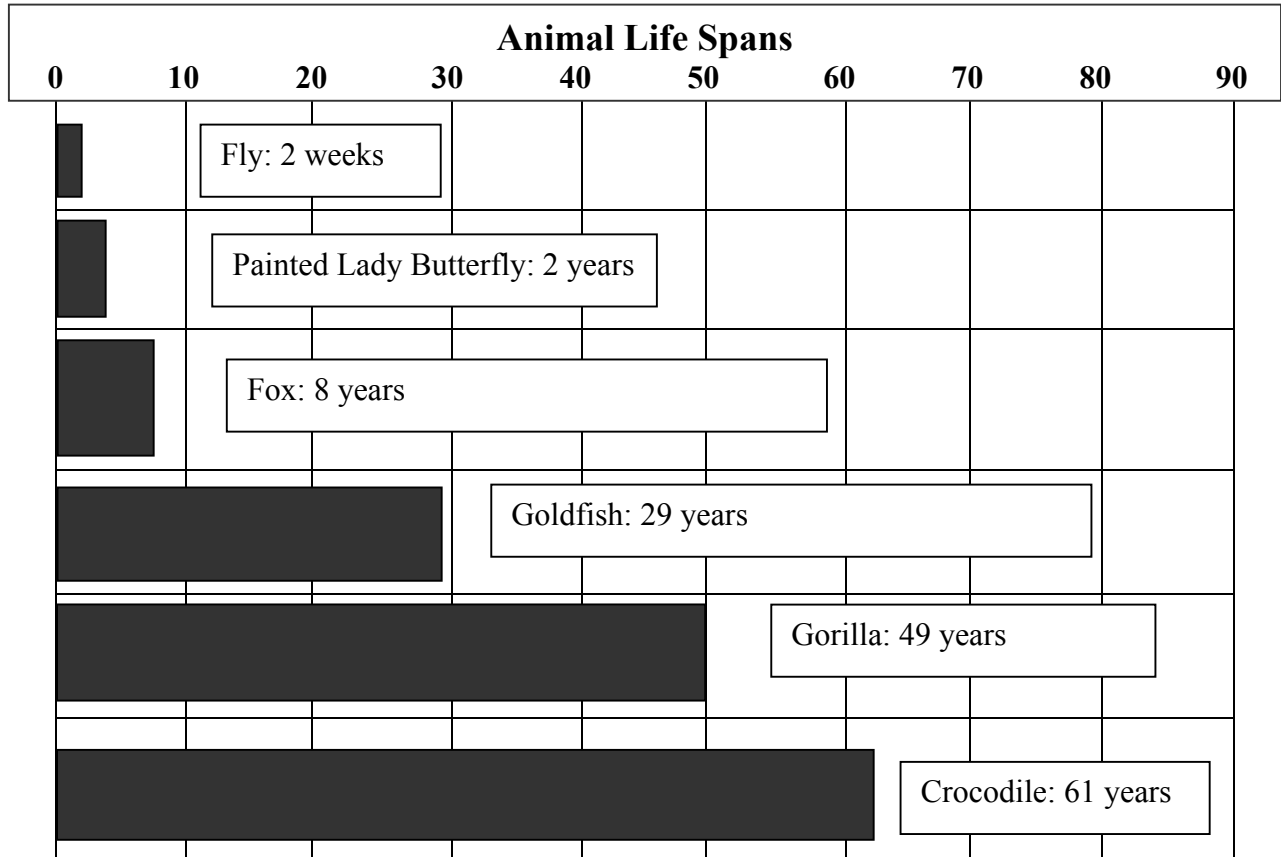 Animal Life Spans
0 10 20 30 40 50 60 70 80 90
Fly: 2 weeks
Painted Lady Butterfly: 2 years
Fox: 8 years
Goldfish: 29 years
Gorilla: 49 years
Crocodile: 61 years